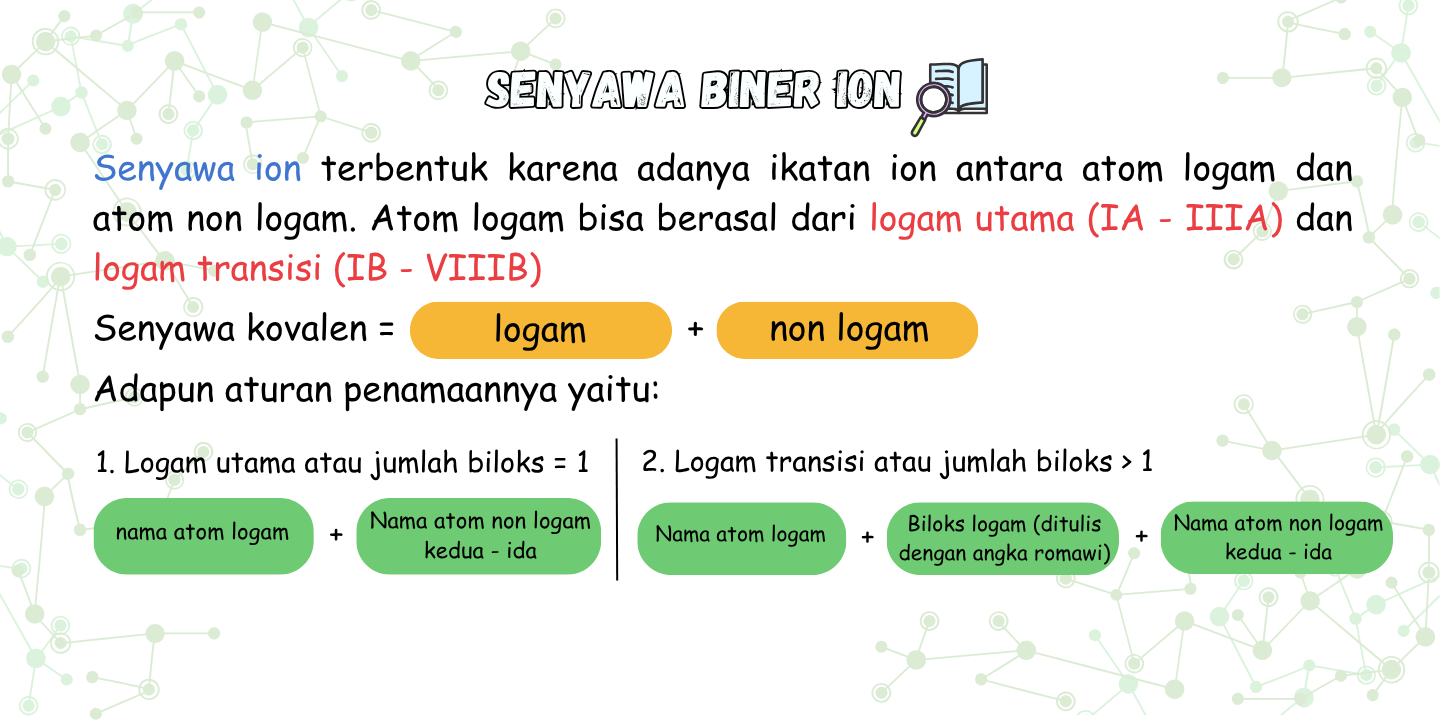 SENYAWA BINER ION
Senyawa ion terbentuk karena adanya ikatan ion antara atom logam dan
atom non logam. Atom logam bisa berasal dari logam utama (IA - IIIA) dan
logam transisi (IB - VIIIB)
Senyawa kovalen = logam + non logam
Adapun aturan penamaannya yaitu:
1. Logam utama atau jumlah biloks = 1
nama atom logam + Nama atom non logam
kedua - ida
2. Logam transisi atau jumlah biloks > 1
Nama atom logam + Biloks logam (ditulis
dengan angka romawi) + Nama atom non logam
kedua - ida